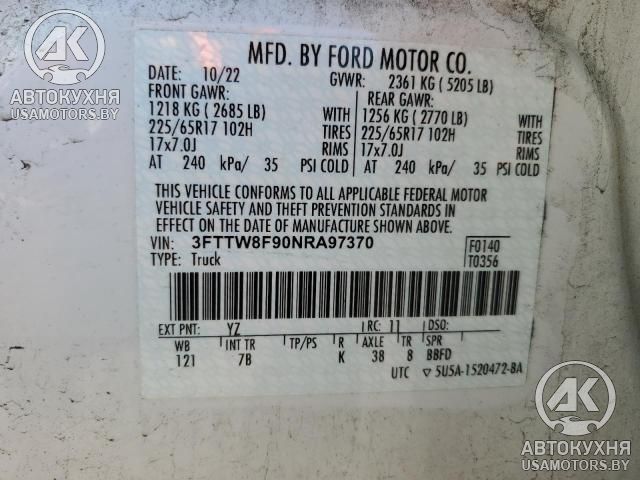 АК
АВТОКУХНЯ
USAMOTORS.BY
MFD. BY FORD MOTOR CO.
DATE: 10/22 GVWR: 2361 KG ( 5205 LB)
FRONT GAWR: REAR GAWR:
1218 KG ( 2685 LB) WITH 1256 KG ( 2770 LB) WITH
225/65R17 102H TIRES 225/65R17 102H TIRES
17x7.0J RIMS 17x7.0J RIMS
AT 240 kPa/ 35 PSI COLD AT 240 kPa/ 35 PSI COLD
THIS VEHICLE CONFORMS TO ALL APPLICABLE FEDERAL MOTOR
VEHICLE SAFETY AND THEFT PREVENTION STANDARDS IN
EFFECT ON THE DATE OF MANUFACTURE SHOWN ABOVE.
VIN: 3FTTW8F90NRA97370 F0140
TYPE: Truck T0356
EXT PNT: YZ RC: 11 DSO:
WB INT TR TP/PS R AXLE TR SPR
121 7B K 38 8 BBFD
UTC ▽ 5U5A-1520472-BA
АК
АВТОКУХНЯ
USAMOTORS.BY